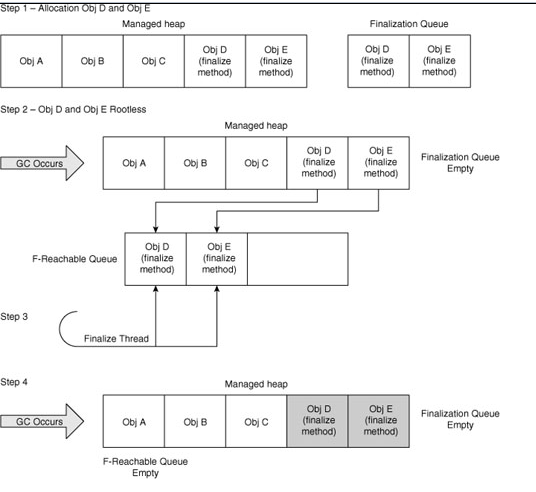 Step 1 – Allocation Obj D and Obj E
Managed heap
Finalization Queue
Obj A
Obj B
Obj C
Obj D
(finalize
method)
Obj E
(finalize
method)
Obj D
(finalize
method)
Obj E
(finalize
method)
Step 2 – Obj D and Obj E Rootless
Managed heap
GC Occurs
Obj A
Obj B
Obj C
Obj D
(finalize
method)
Obj E
(finalize
method)
Finalization Queue
Empty
F-Reachable Queue
Obj D
(finalize
method)
Obj E
(finalize
method)
Step 3
Finalize Thread
Step 4
Managed heap
GC Occurs
Obj A
Obj B
Obj C
Obj D
(finalize
method)
Obj E
(finalize
method)
Finalization Queue
Empty
F-Reachable Queue
Empty